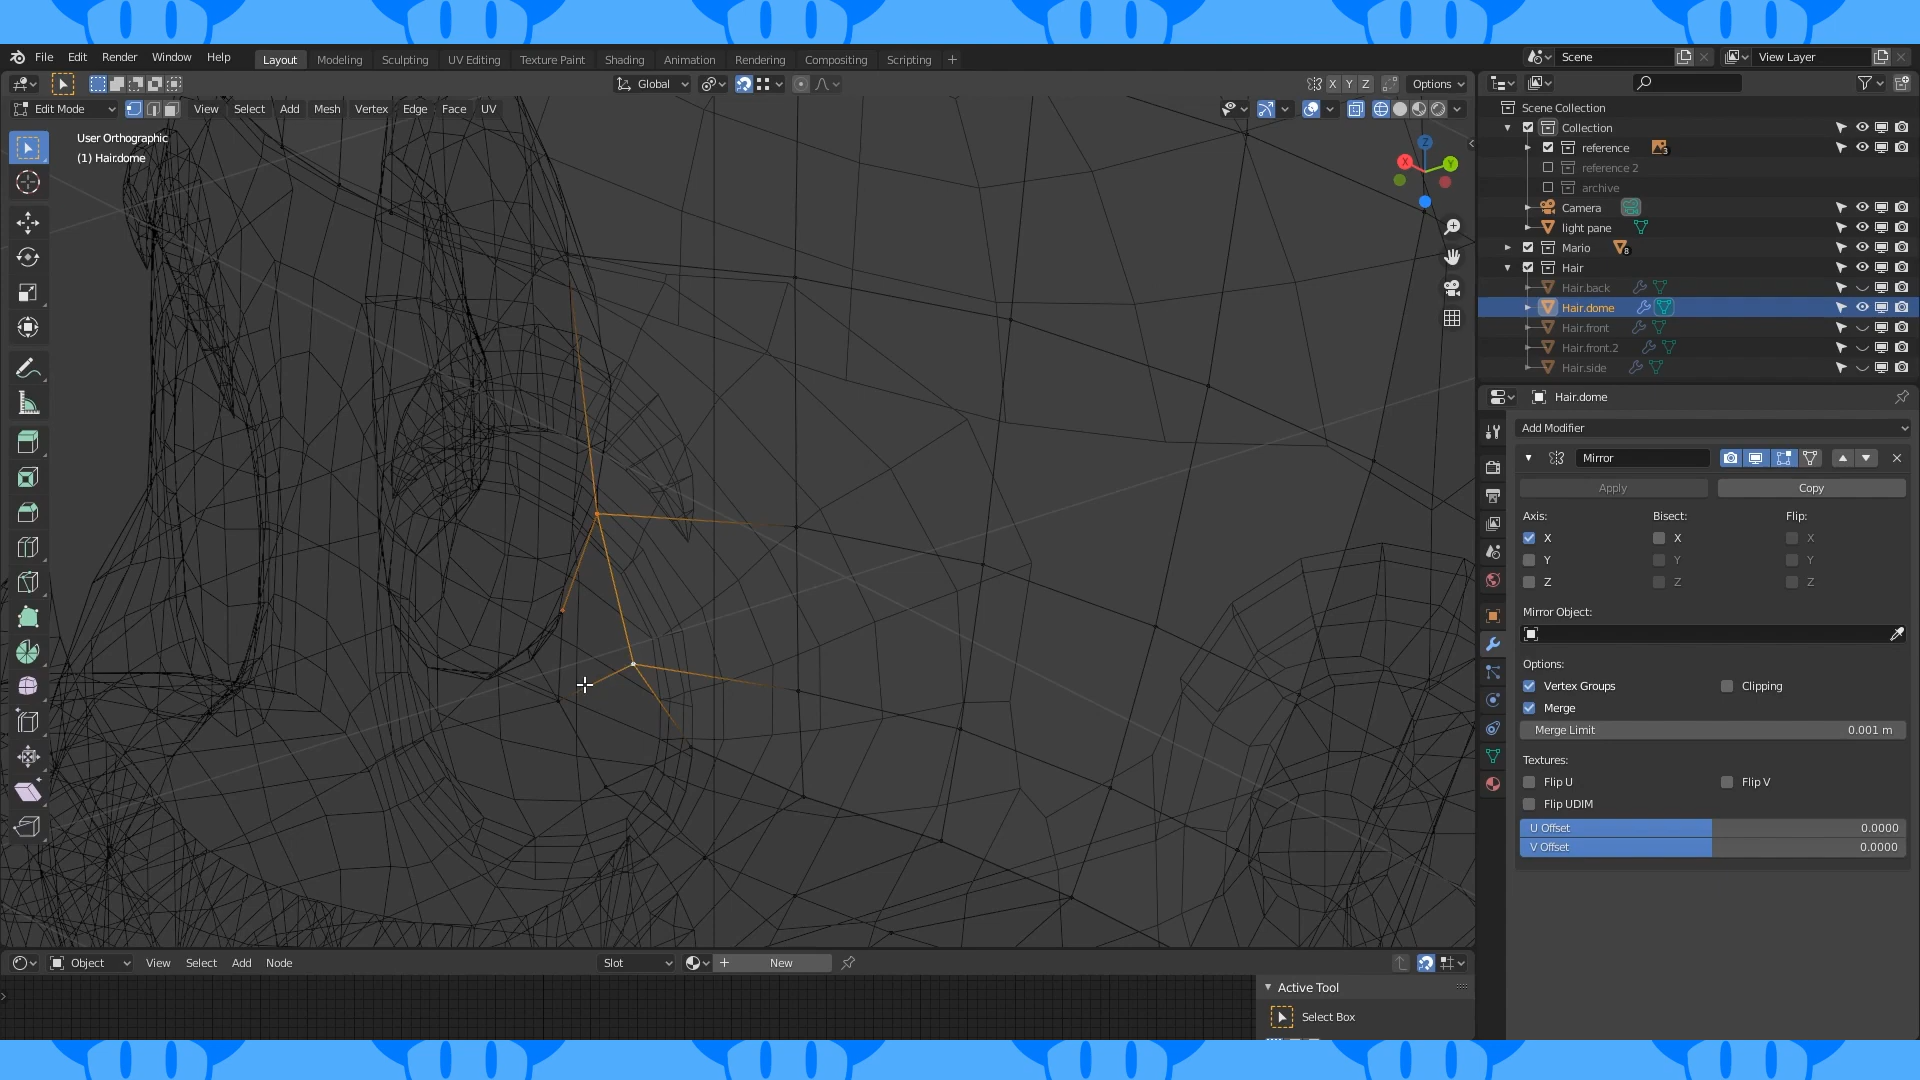 File Edit Render Window Help Layout Modeling Sculpting UV Editing Texture Paint Shading Animation Rendering Compositing Scripting + Scene View Layer
Global X Y Z Options
Edit Mode View Select Add Mesh Vertex Edge Face UV
User Orthographic
(1) Hair.dome
Z
X Y
Scene Collection
Collection
reference 3
reference 2
archive
Camera
light pane
Mario 8
Hair
Hair.back
Hair.dome
Hair.front
Hair.front.2
Hair.side
Hair.dome
Add Modifier
Mirror
Apply Copy
Axis: Bisect: Flip:
X X X
Y Y Y
Z Z Z
Mirror Object:
Options:
Vertex Groups Clipping
Merge
Merge Limit 0.001 m
Textures:
Flip U Flip V
Flip UDIM
U Offset 0.0000
V Offset 0.0000
Object View Select Add Node Slot + New
Active Tool
Select Box